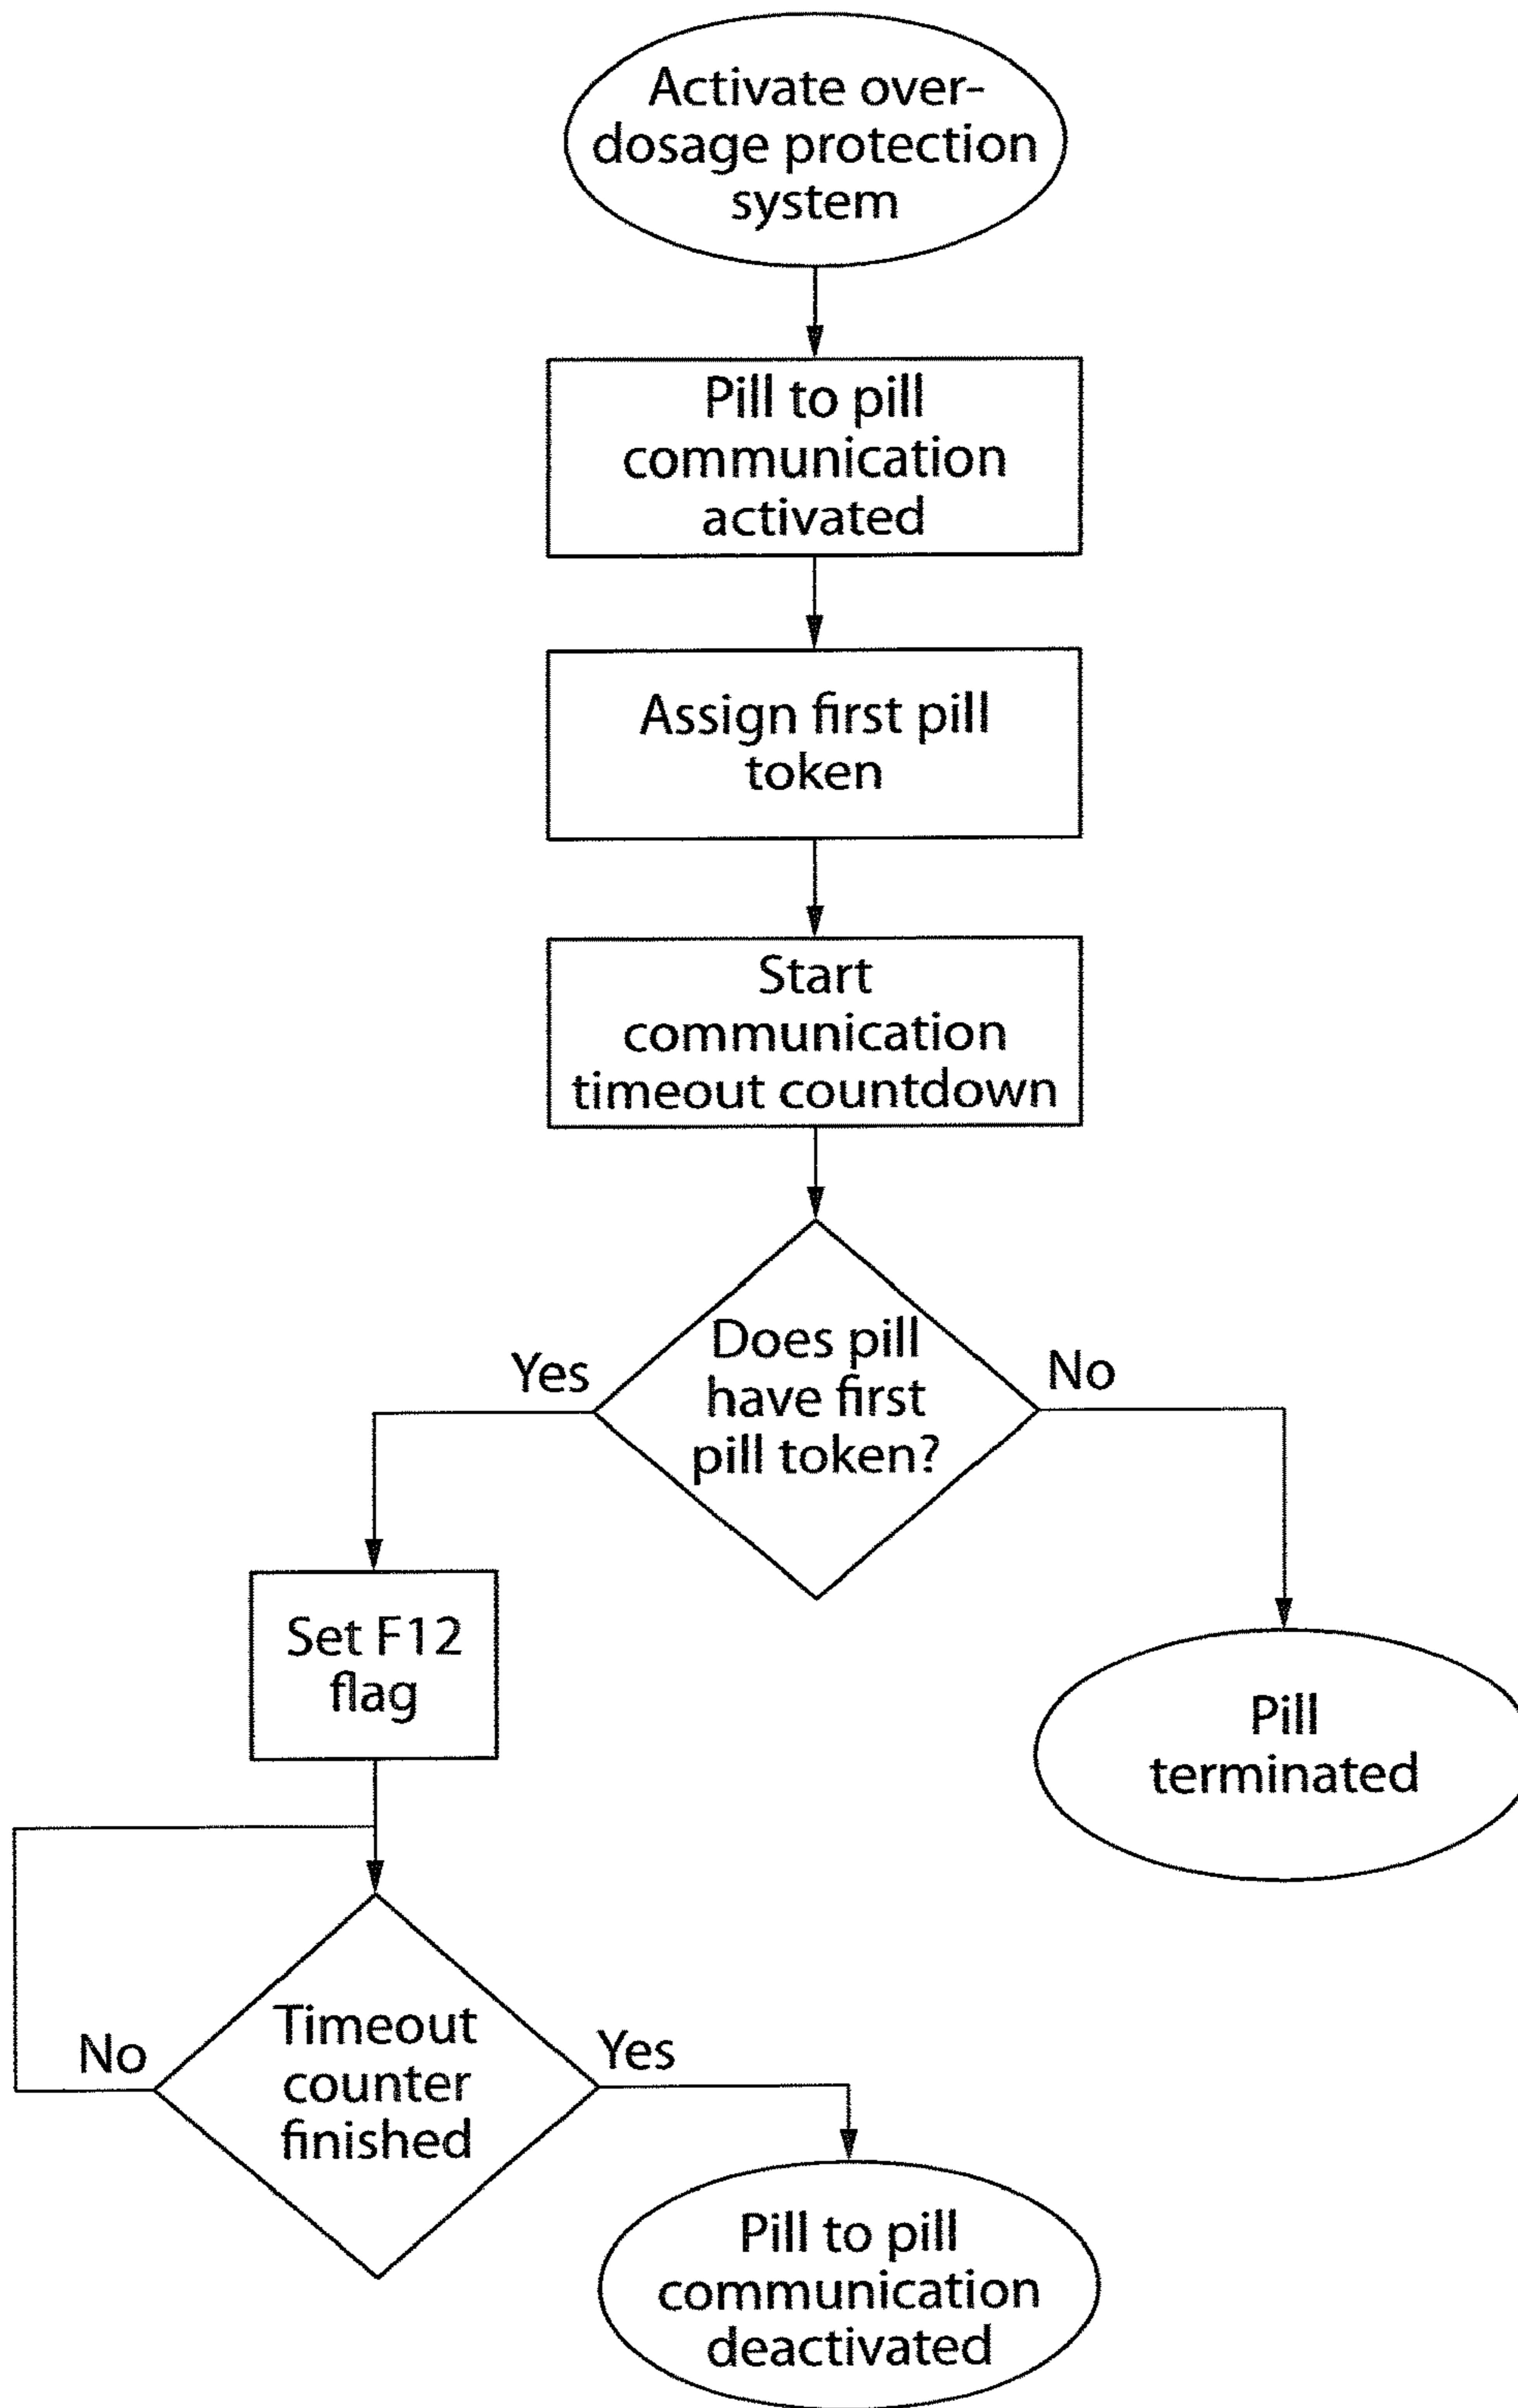 Activate over-
dosage protection
system
Pill to pill
communication
activated
Assign first pill
token
Start
communication
timeout countdown
Does pill
have first
pill token?
Yes
No
Set F12
flag
Pill
terminated
Timeout
counter
finished
No
Yes
Pill to pill
communication
deactivated